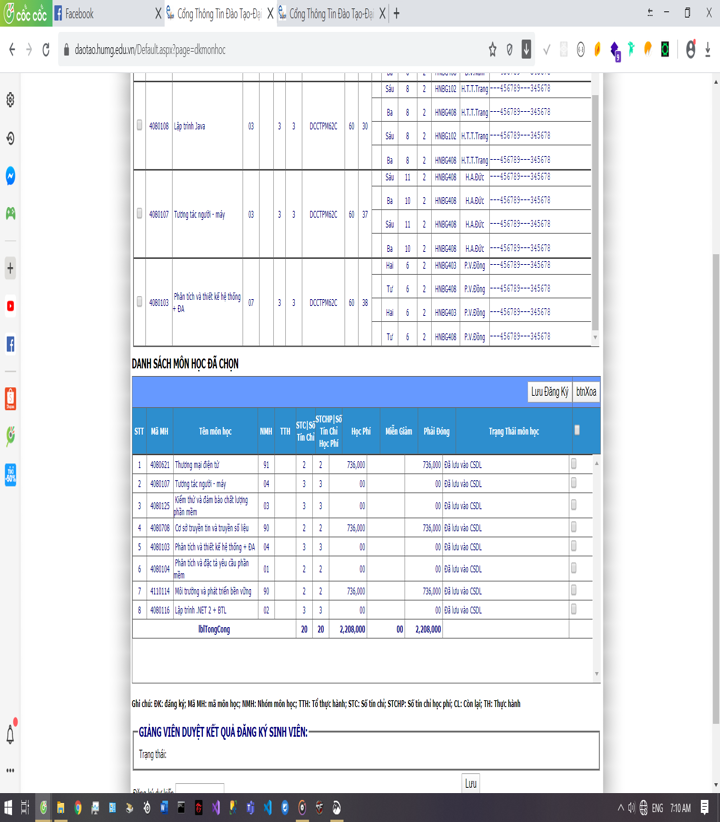 cốc cốc Facebook Cổng Thông Tin Đào Tạo-Đại Cổng Thông Tin Đào Tạo-Đại
daotao.humg.edu.vn/Default.aspx?page=dkmonhoc
Sáu 8 2 HNBG102 H.T.T.Trang ---456789---345678
4080108 Lập trình Java 03 3 3 DCCTPM62C 60 30 Ba 8 2 HNBG408 H.T.T.Trang ---456789---345678
Sáu 8 2 HNBG102 H.T.T.Trang ---456789---345678
Ba 8 2 HNBG408 H.T.T.Trang ---456789---345678
Sáu 11 2 HNBG408 H.A.Đức ---456789---345678
4080107 Tương tác người - máy 03 3 3 DCCTPM62C 60 37 Ba 10 2 HNBG408 H.A.Đức ---456789---345678
Sáu 11 2 HNBG408 H.A.Đức ---456789---345678
Ba 10 2 HNBG408 H.A.Đức ---456789---345678
Hai 6 2 HNBG403 P.V.Đồng ---456789---345678
4080103 Phân tích và thiết kế hệ thống + ĐA 07 3 3 DCCTPM62C 60 38 Tư 6 2 HNBG408 P.V.Đồng ---456789---345678
Hai 6 2 HNBG403 P.V.Đồng ---456789---345678
Tư 6 2 HNBG408 P.V.Đồng ---456789---345678
DANH SÁCH MÔN HỌC ĐÃ CHỌN
Lưu Đăng Ký btnXoa
STT Mã MH Tên môn học NMH TTH STC|Số Tín Chỉ STCHP|Số Tín Chỉ Học Phí Học Phí Miễn Giảm Phải Đóng Trạng Thái môn học
1 4080621 Thương mại điện tử 91 2 2 736,000 736,000 Đã lưu vào CSDL
2 4080107 Tương tác người - máy 04 3 3 00 00 Đã lưu vào CSDL
3 4080125 Kiểm thử và đảm bảo chất lượng phần mềm 03 3 3 00 00 Đã lưu vào CSDL
4 4080708 Cơ sở truyền tin và truyền số liệu 90 2 2 736,000 736,000 Đã lưu vào CSDL
5 4080103 Phân tích và thiết kế hệ thống + ĐA 04 3 3 00 00 Đã lưu vào CSDL
6 4080104 Phân tích và đặc tả yêu cầu phần mềm 01 2 2 00 00 Đã lưu vào CSDL
7 4110114 Môi trường và phát triển bền vững 90 2 2 736,000 736,000 Đã lưu vào CSDL
8 4080116 Lập trình .NET 2 + BTL 02 3 3 00 00 Đã lưu vào CSDL
lblTongCong 20 20 2,208,000 00 2,208,000
Ghi chú: ĐK: đăng ký; Mã MH: mã môn học; NMH: Nhóm môn học; TTH: Tổ thực hành; STC: Số tín chỉ; STCHP: Số tín chỉ học phí; CL: Còn lại; TH: Thực hành
GIẢNG VIÊN DUYỆT KẾT QUẢ ĐĂNG KÝ SINH VIÊN:
Trạng thái:
Lưu
ENG 7:10 AM